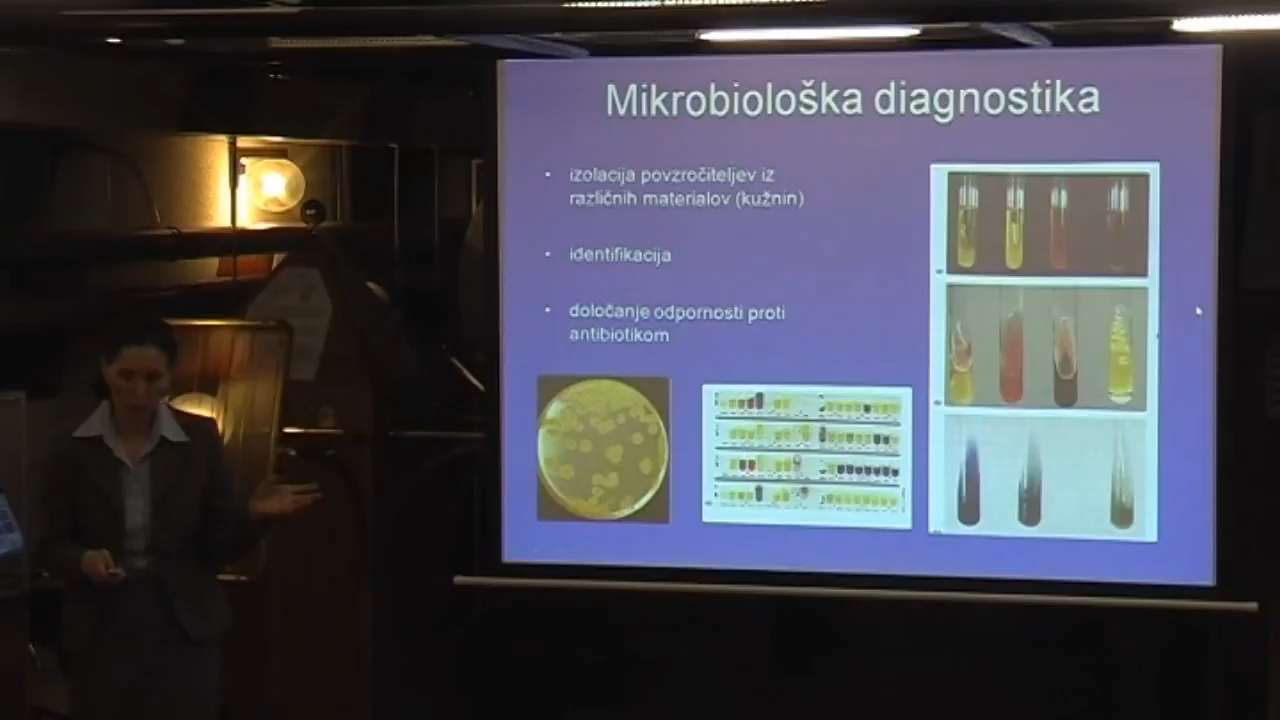 Mikrobiološka diagnostika
• izolacija povzročiteljev iz
različnih materialov (kužnin)
• identifikacija
• določanje odpornosti proti
antibiotikom